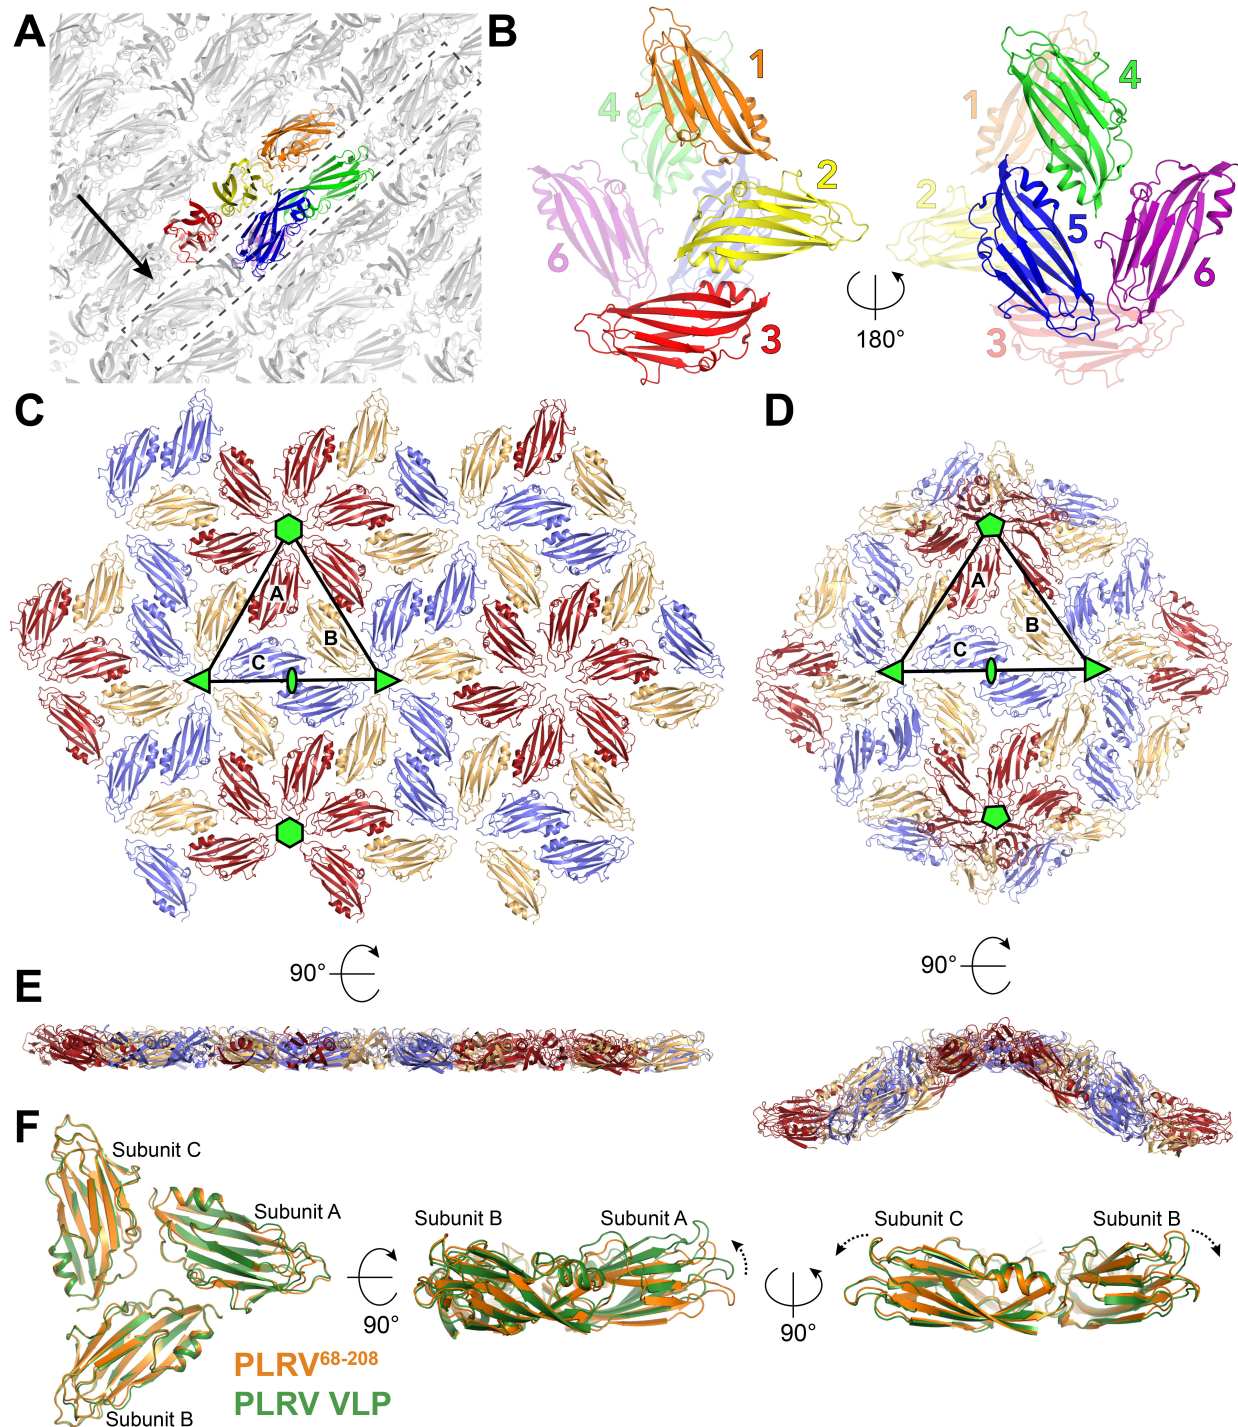 A
B
1
4
2
6
3
4
1
2
5
6
3
180°
C
D
A
B
C
A
B
C
90°
90°
E
F
Subunit C
Subunit A
Subunit B
90°
Subunit B
Subunit A
90°
Subunit C
Subunit B
PLRV⁶⁸⁻²⁰⁸
PLRV VLP